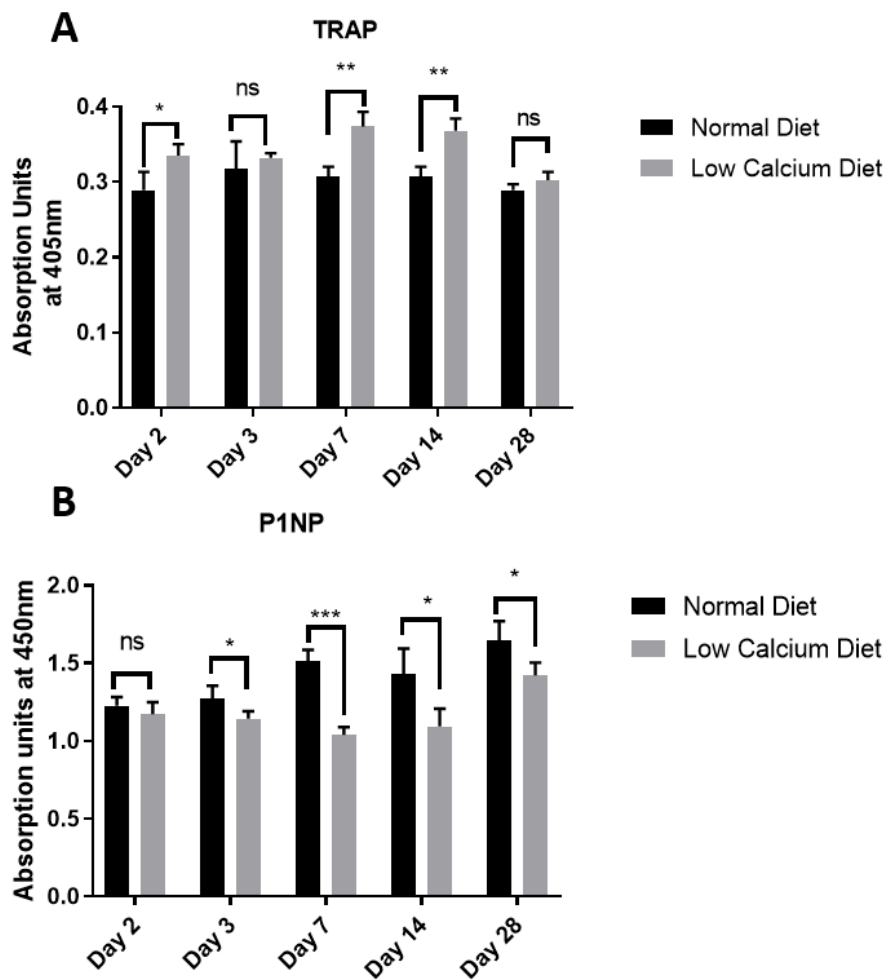 A
TRAP
Absorption Units
at 405nm
0.4
0.3
0.2
0.1
0.0
*
ns
**
**
ns
Day 2
Day 3
Day 7
Day 14
Day 28
Normal Diet
Low Calcium Diet
B
P1NP
Absorption units at 450nm
2.0
1.5
1.0
0.5
0.0
ns
*
***
*
*
Day 2
Day 3
Day 7
Day 14
Day 28
Normal Diet
Low Calcium Diet